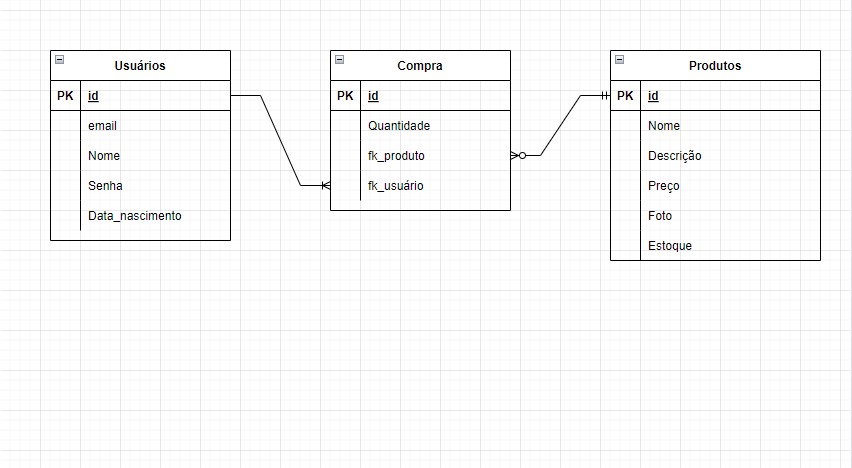 Usuários
PK id
email
Nome
Senha
Data_nascimento
Compra
PK id
Quantidade
fk_produto
fk_usuário
Produtos
PK id
Nome
Descrição
Preço
Foto
Estoque